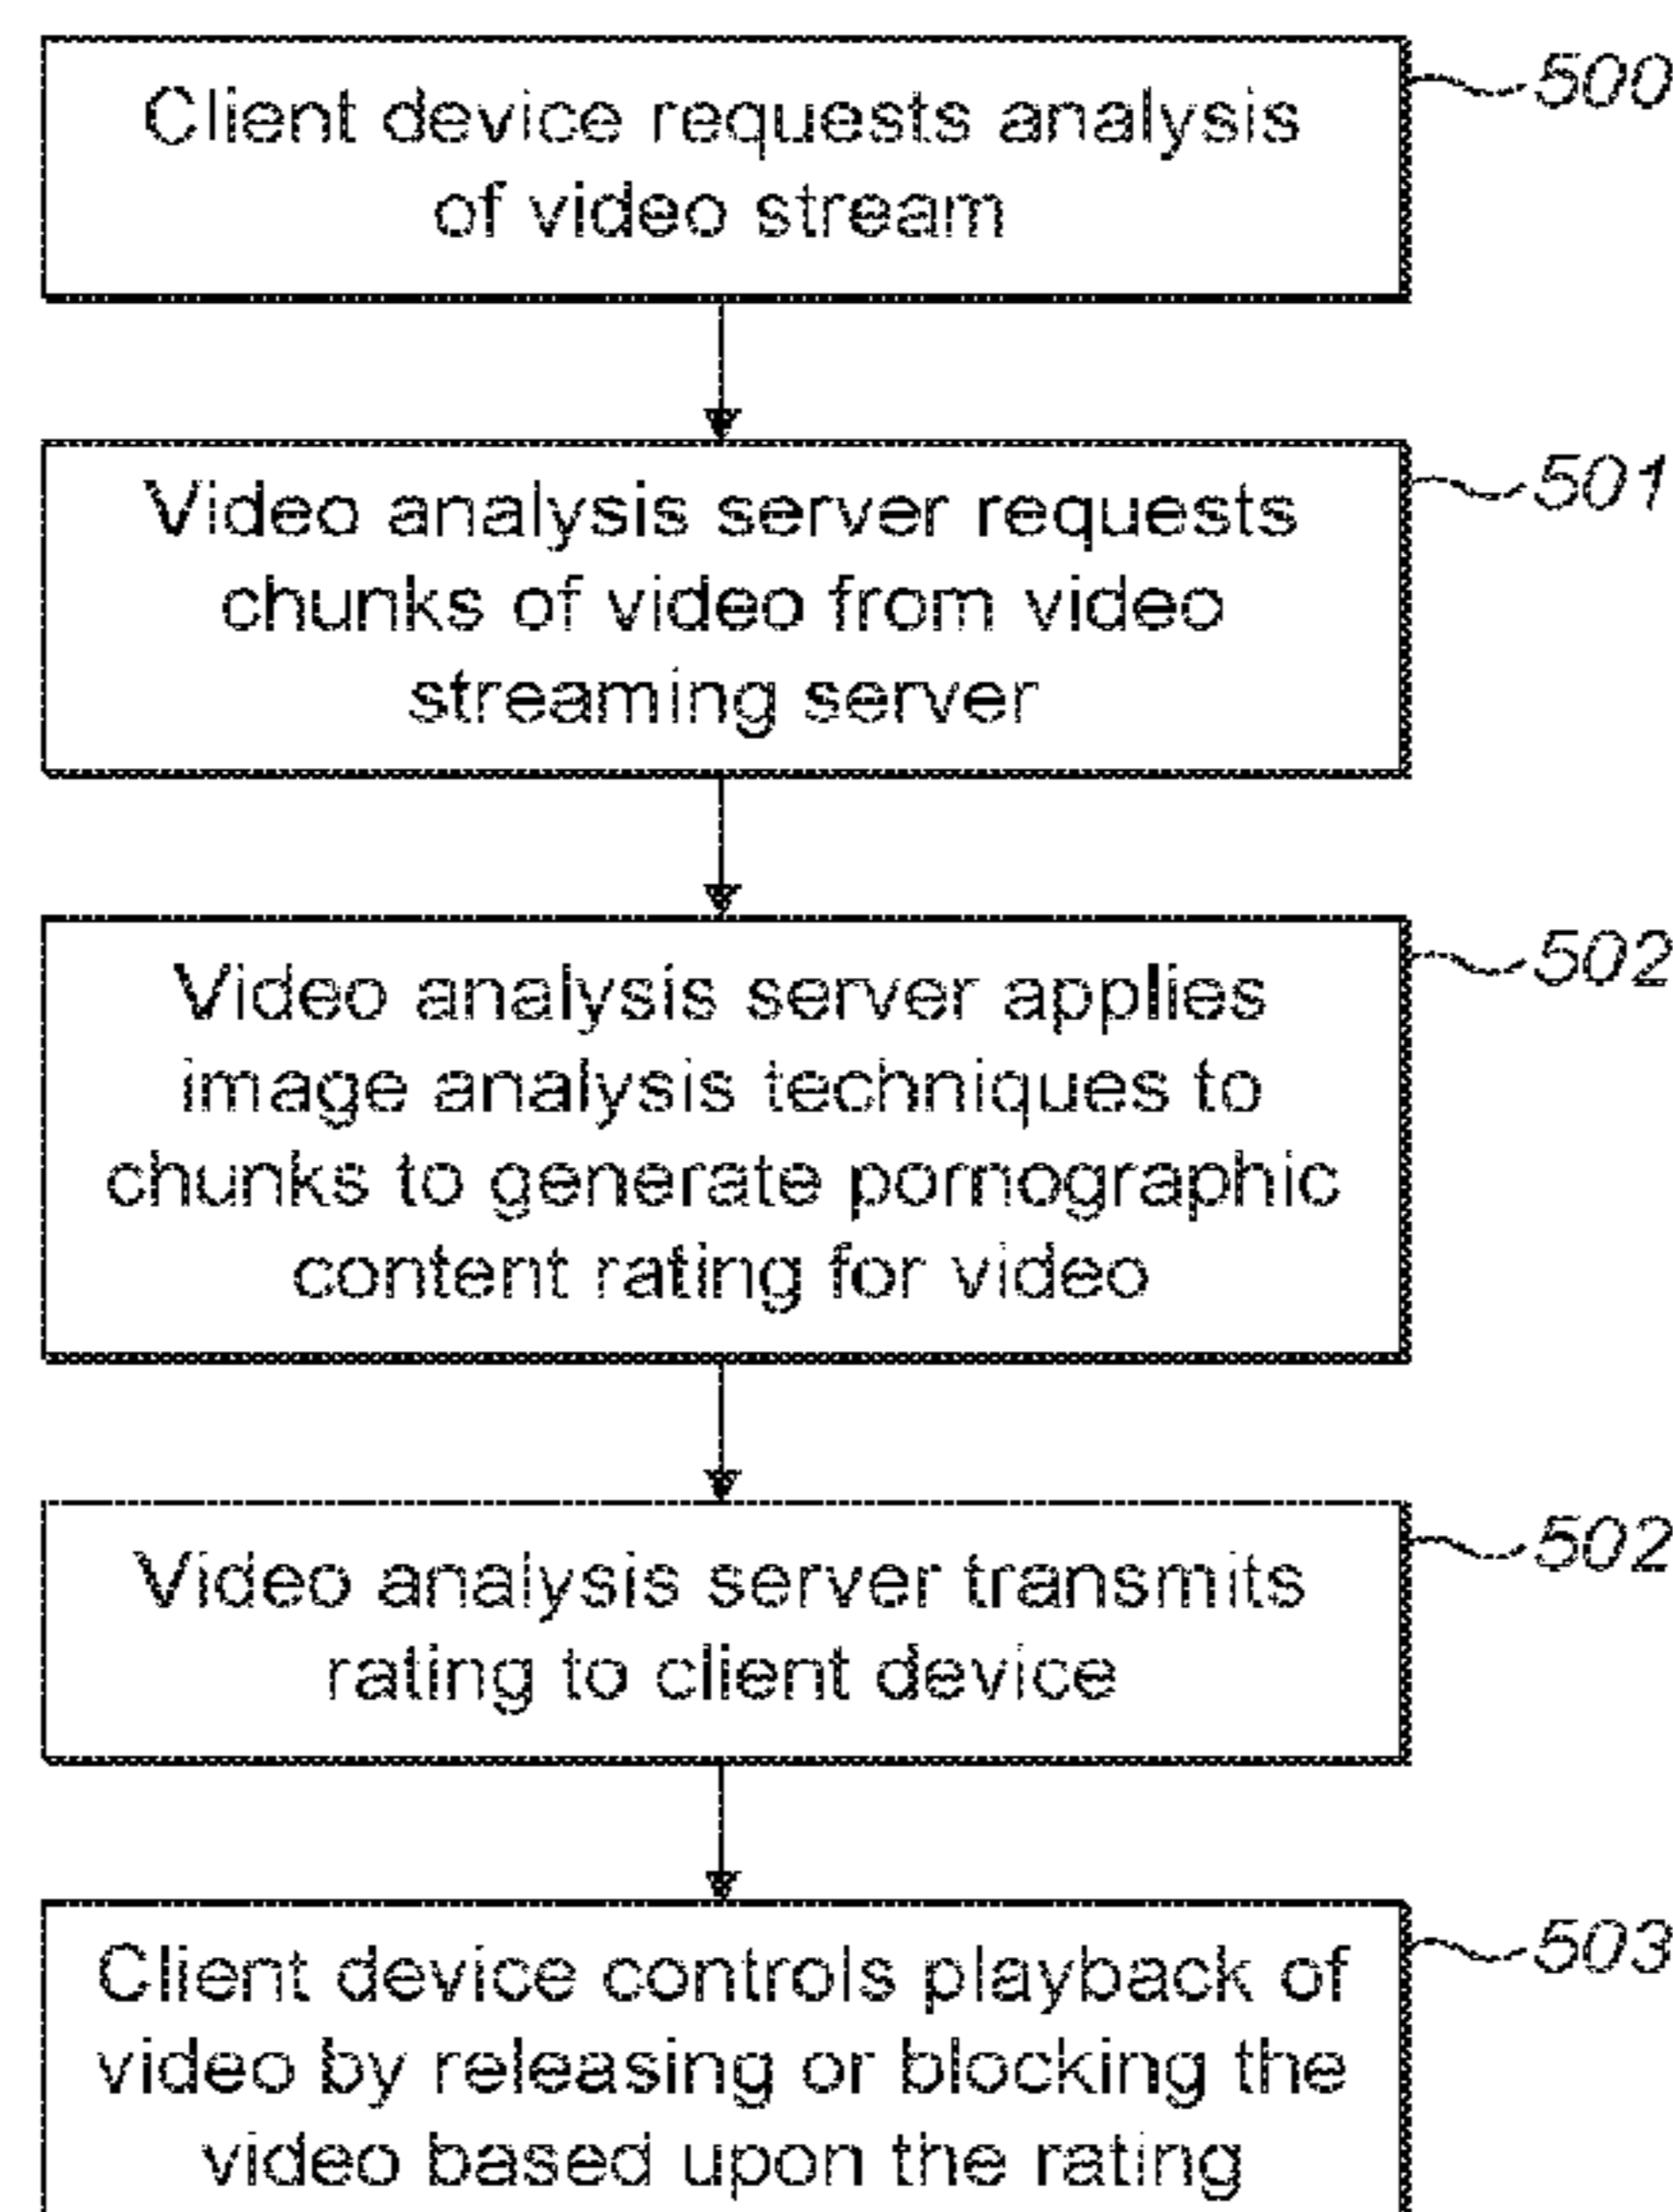 Client device requests analysis
of video stream
500
Video analysis server requests
chunks of video from video
streaming server
501
Video analysis server applies
image analysis techniques to
chunks to generate pornographic
content rating for video
502
Video analysis server transmits
rating to client device
502
Client device controls playback of
video by releasing or blocking the
video based upon the rating
503